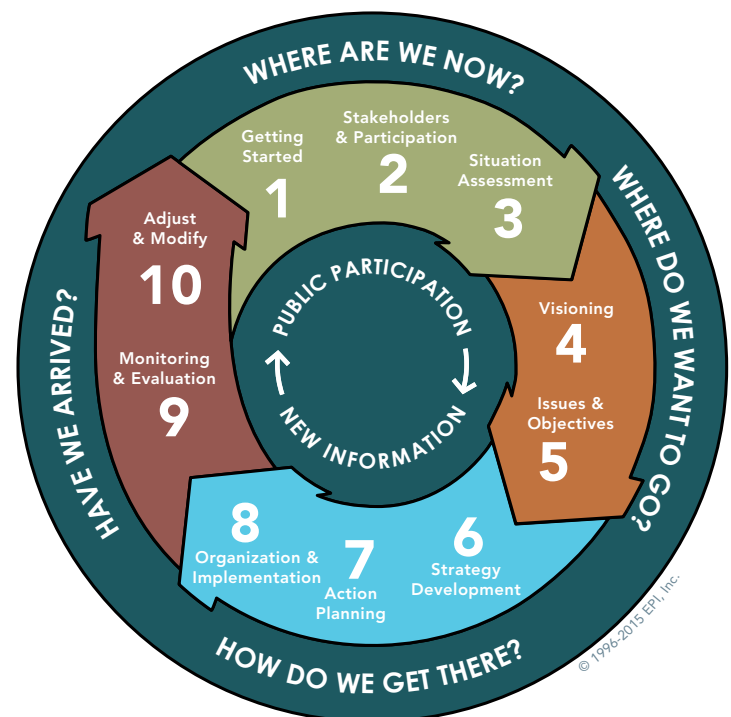 WHERE ARE WE NOW?
Getting
Started
1
Stakeholders
& Participation
2
Situation
Assessment
3
WHERE DO WE WANT TO GO?
Visioning
4
Issues &
Objectives
5
HOW DO WE GET THERE?
6
Strategy
Development
7
Action
Planning
8
Organization &
Implementation
HAVE WE ARRIVED?
Monitoring
& Evaluation
9
Adjust
& Modify
10
PUBLIC PARTICIPATION
NEW INFORMATION
© 1996-2015 EPI, Inc.